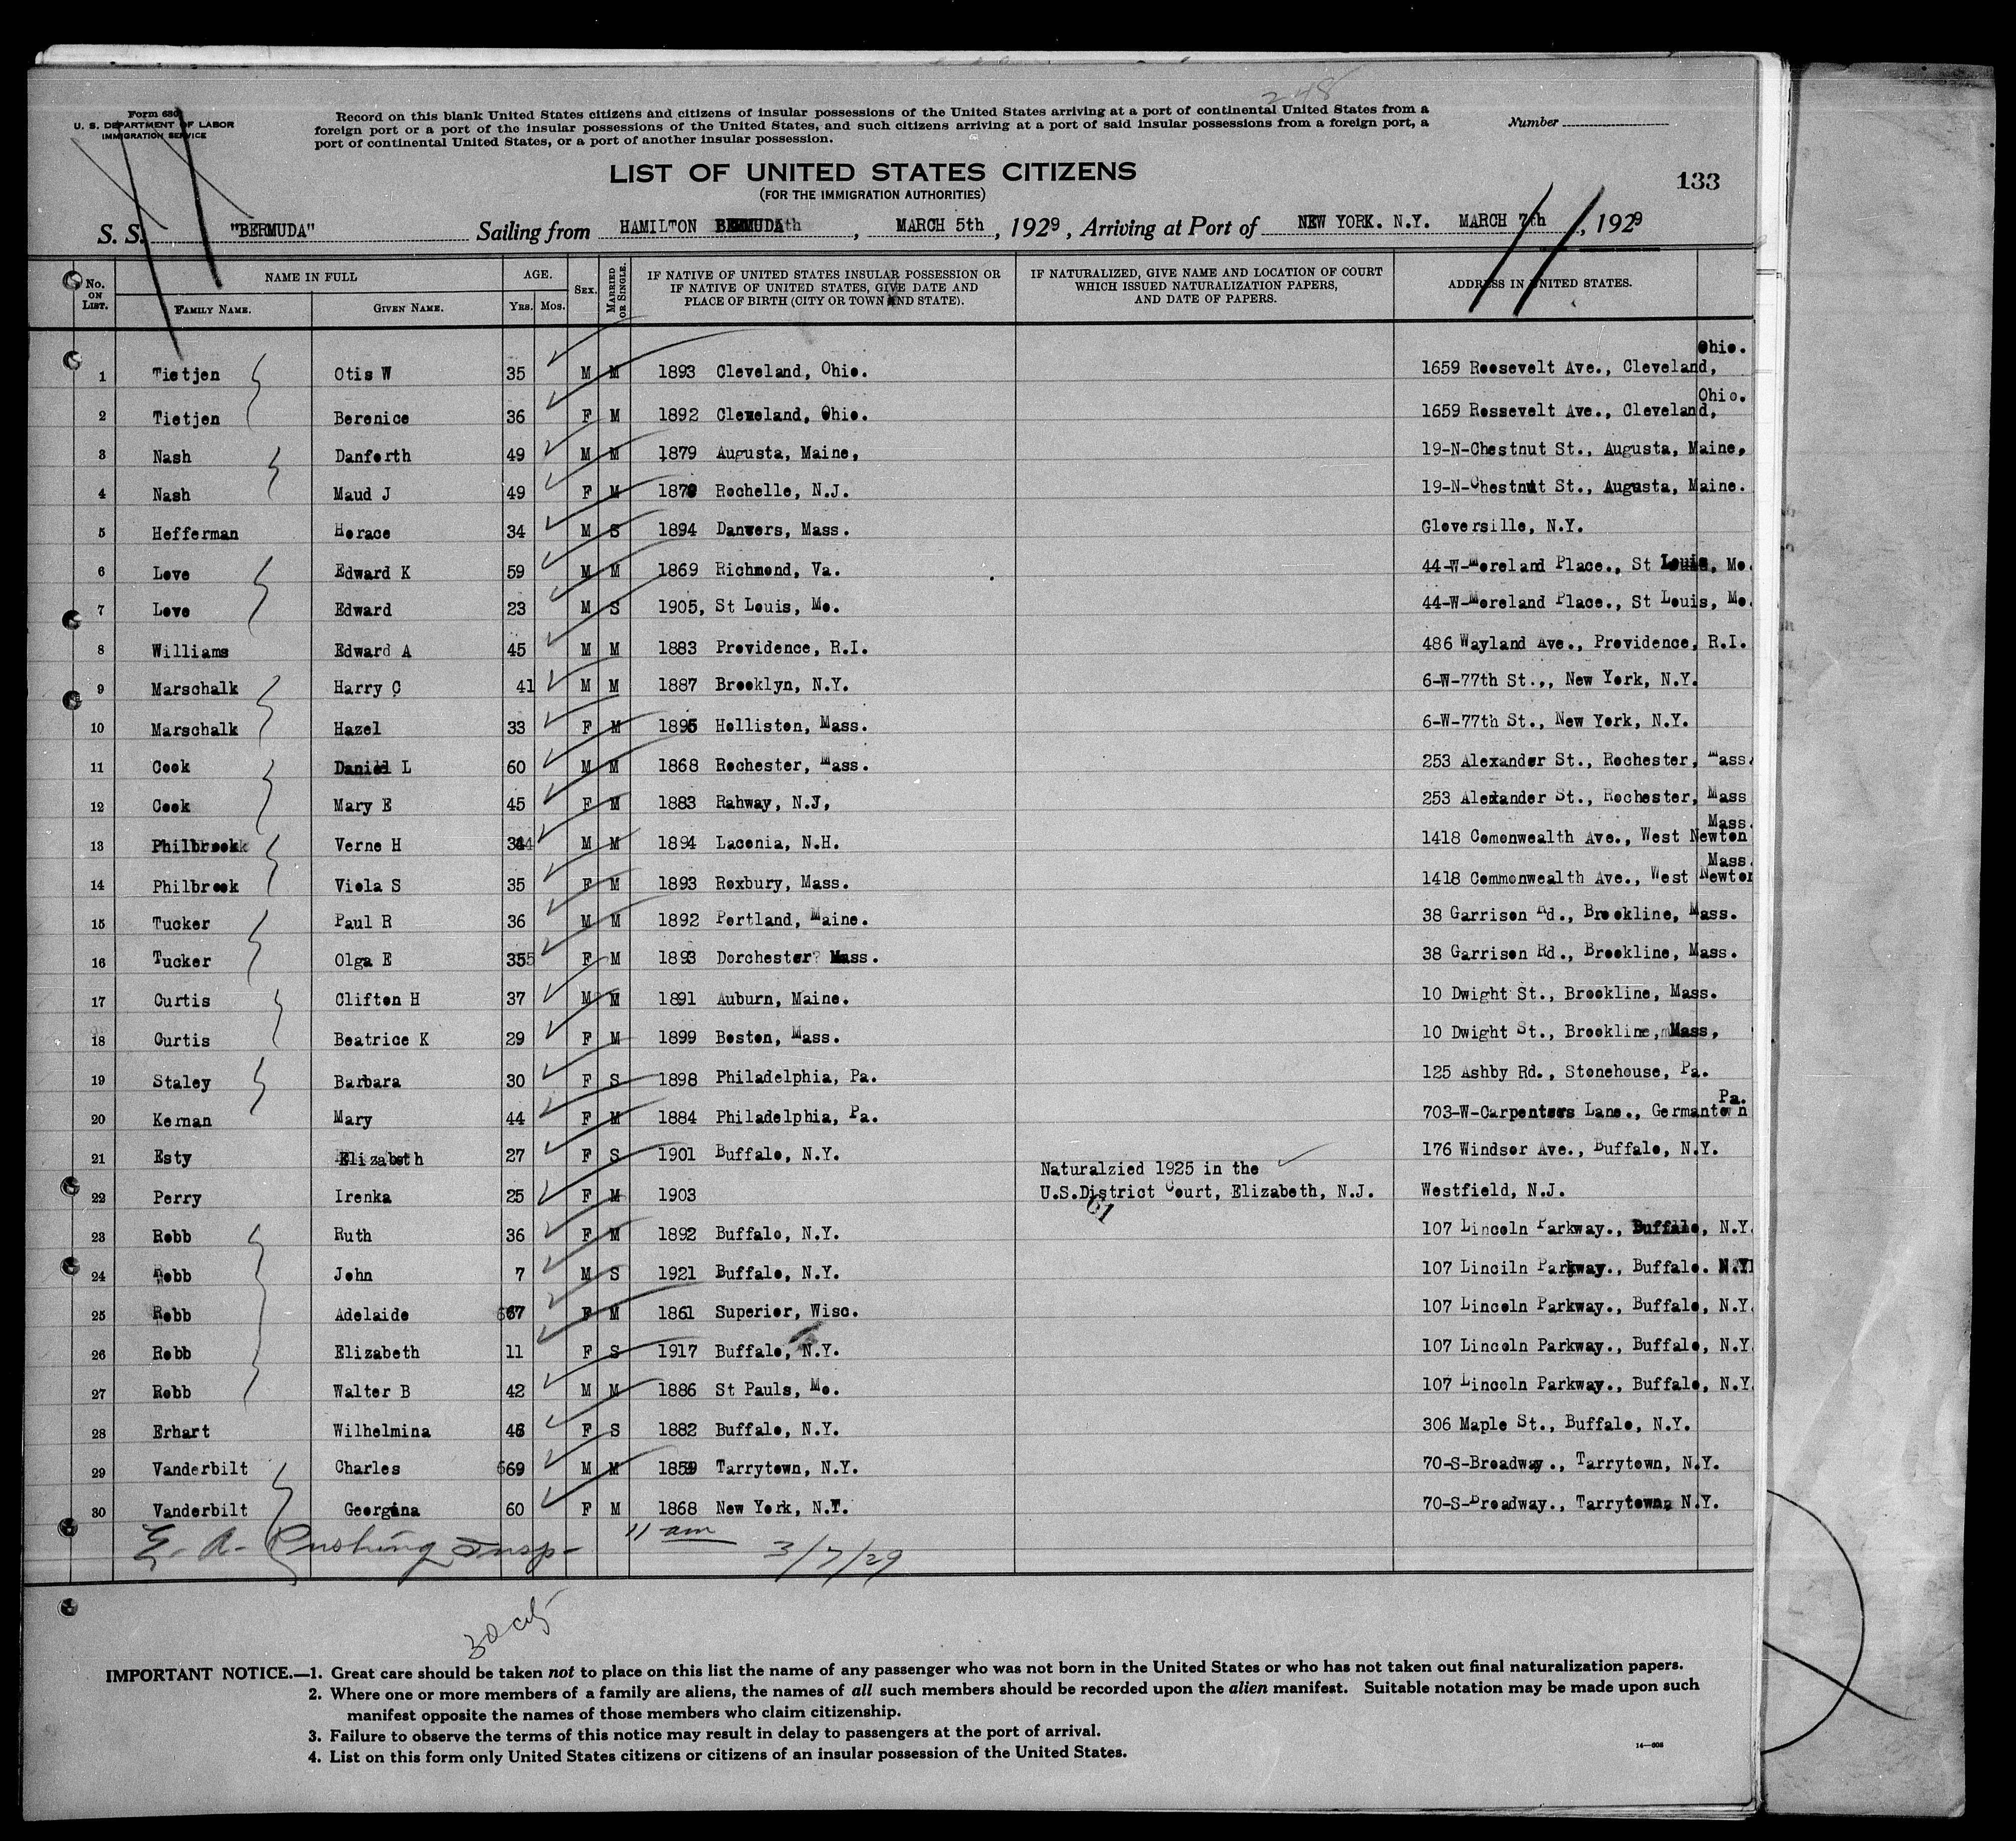 248
Form 630
U. S. DEPARTMENT OF LABOR
IMMIGRATION SERVICE
Record on this blank United States citizens and citizens of insular possessions of the United States arriving at a port of continental United States from a
foreign port or a port of the insular possessions of the United States, and such citizens arriving at a port of said insular possessions from a foreign port, a
port of continental United States, or a port of another insular possession.
Number
LIST OF UNITED STATES CITIZENS
(FOR THE IMMIGRATION AUTHORITIES)
133
S. S. "BERMUDA" Sailing from HAMILTON BERMUDA, MARCH 5th, 1929, Arriving at Port of NEW YORK. N.Y. MARCH 7th, 1929
No. ON LIST. NAME IN FULL FAMILY NAME. GIVEN NAME. AGE. Yrs. Mos. SEX. MARRIED OR SINGLE. IF NATIVE OF UNITED STATES INSULAR POSSESSION OR IF NATIVE OF UNITED STATES, GIVE DATE AND PLACE OF BIRTH (CITY OR TOWN AND STATE). IF NATURALIZED, GIVE NAME AND LOCATION OF COURT WHICH ISSUED NATURALIZATION PAPERS, AND DATE OF PAPERS. ADDRESS IN UNITED STATES.
1 Tietjen Otis W 35 M M 1893 Cleveland, Ohio. 1659 Roosevelt Ave., Cleveland, Ohio.
2 Tietjen Berenice 36 F M 1892 Cleveland, Ohio. 1659 Rossevelt Ave., Cleveland, Ohio.
3 Nash Danforth 49 M M 1879 Augusta, Maine, 19-N-Chestnut St., Augusta, Maine.
4 Nash Maud J 49 F M 1879 Rochelle, N.J. 19-N-Chestnut St., Augusta, Maine.
5 Hefferman Horace 34 M S 1894 Danvers, Mass. Gloversille, N.Y.
6 Love Edward K 59 M M 1869 Richmond, Va. 44-W-Moreland Place., St Louis, Mo.
7 Love Edward 23 M S 1905, St Louis, Mo. 44-W-Moreland Place., St Louis, Mo.
8 Williams Edward A 45 M M 1883 Providence, R.I. 486 Wayland Ave., Providence, R.I.
9 Marschalk Harry C 41 M M 1887 Brooklyn, N.Y. 6-W-77th St.,, New York, N.Y.
10 Marschalk Hazel 33 F M 1895 Holliston, Mass. 6-W-77th St., New York, N.Y.
11 Cook Daniel L 60 M M 1868 Rochester, Mass. 253 Alexander St., Rochester, Mass.
12 Cook Mary E 45 F M 1883 Rahway, N.J, 253 Alexander St., Rochester, Mass
13 Philbrook Verne H 34 M M 1894 Laconia, N.H. 1418 Comonwealth Ave., West Newton Mass.
14 Philbrook Viola S 35 F M 1893 Roxbury, Mass. 1418 Commonwealth Ave., West Newton Mass.
15 Tucker Paul R 36 M M 1892 Portland, Maine. 38 Garrison Rd., Brookline, Mass.
16 Tucker Olga E 35 F M 1893 Dorchester? Mass. 38 Garrison Rd., Brookline, Mass.
17 Curtis Clifton H 37 M M 1891 Auburn, Maine. 10 Dwight St., Brookline, Mass.
18 Curtis Beatrice K 29 F M 1899 Boston, Mass. 10 Dwight St., Brookline, Mass,
19 Staley Barbara 30 F S 1898 Philadelphia, Pa. 125 Ashby Rd., Stonehouse, Pa.
20 Kernan Mary 44 F M 1884 Philadelphia, Pa. 703-W-Carpenters Lane., Germantown Pa.
21 Esty Elizabeth 27 F S 1901 Buffalo, N.Y. 176 Windsor Ave., Buffalo, N.Y.
22 Perry Irenka 25 F M 1903 Naturalzied 1925 in the U.S.District Court, Elizabeth, N.J. Westfield, N.J.
61
23 Robb Ruth 36 F M 1892 Buffalo, N.Y. 107 Lincoln Parkway., Buffalo, N.Y.
24 Robb John 7 M S 1921 Buffalo, N.Y. 107 Linciln Parkway., Buffalo. N.Y
25 Robb Adelaide 67 F M 1861 Superior, Wisc. 107 Lincoln Parkway., Buffalo, N.Y.
26 Robb Elizabeth 11 F S 1917 Buffalo, N.Y. 107 Lincoln Parkway., Buffalo, N.Y.
27 Robb Walter B 42 M M 1886 St Pauls, Mo. 107 Lincoln Parkway., Buffalo, N.Y.
28 Erhart Wilhelmina 46 F S 1882 Buffalo, N.Y. 306 Maple St., Buffalo, N.Y.
29 Vanderbilt Charles 69 M M 1859 Tarrytown, N.Y. 70-S-Broadway., Tarrytown, N.Y.
30 Vanderbilt Georgina 60 F M 1868 New York, N.Y. 70-S-Broadway., Tarrytown, N.Y.
E. A. Cushing Insp- 11 am 3/7/29
IMPORTANT NOTICE.—1. Great care should be taken not to place on this list the name of any passenger who was not born in the United States or who has not taken out final naturalization papers.
2. Where one or more members of a family are aliens, the names of all such members should be recorded upon the alien manifest. Suitable notation may be made upon such
manifest opposite the names of those members who claim citizenship.
3. Failure to observe the terms of this notice may result in delay to passengers at the port of arrival.
4. List on this form only United States citizens or citizens of an insular possession of the United States.
14—608